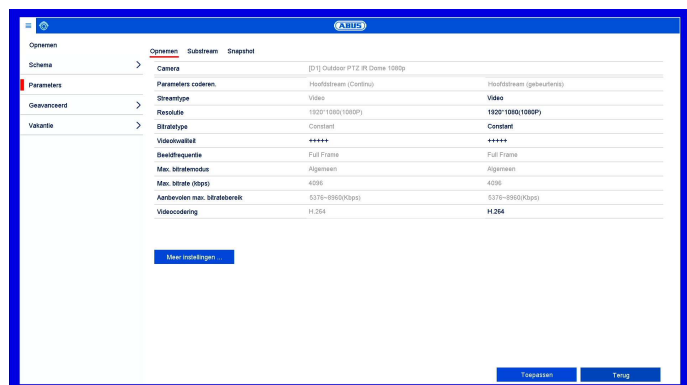 ABUS
Opnemen
Schema
Parameters
Geavanceerd
Vakantie
Opnemen Substream Snapshot
Camera [D1] Outdoor PTZ IR Dome 1080p
Parameters coderen. Hoofdstream (Continu) Hoofdstream (gebeurtenis)
Streamtype Video Video
Resolutie 1920*1080(1080P) 1920*1080(1080P)
Bitratetype Constant Constant
Videokwaliteit +++++ +++++
Beeldfrequentie Full Frame Full Frame
Max. bitratemodus Algemeen Algemeen
Max. bitrate (kbps) 4096 4096
Aanbevolen max. bitratebereik 5376~8960(Kbps) 5376~8960(Kbps)
Videocodering H.264 H.264
Meer instellingen ...
Toepassen Terug